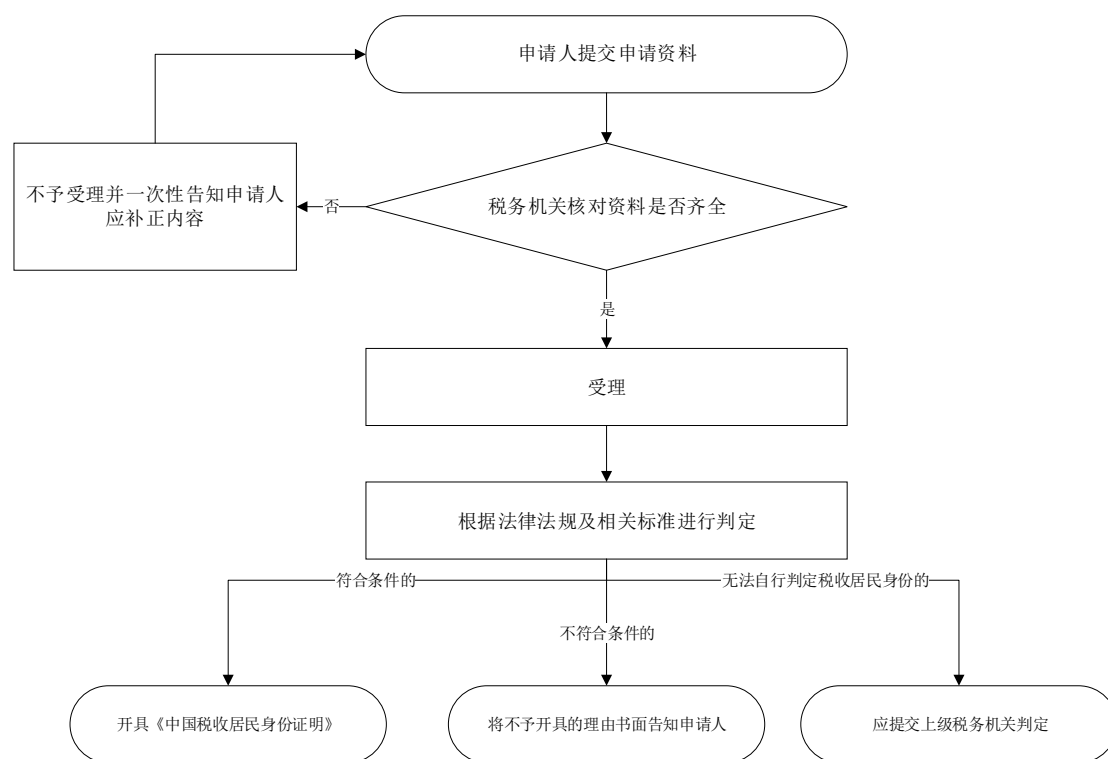 申请人提交申请资料
不予受理并一次性告知申请人
应补正内容
否
税务机关核对资料是否齐全
是
受理
根据法律法规及相关标准进行判定
符合条件的
无法自行判定税收居民身份的
不符合条件的
开具《中国税收居民身份证明》
将不予开具的理由书面告知申请人
应提交上级税务机关判定